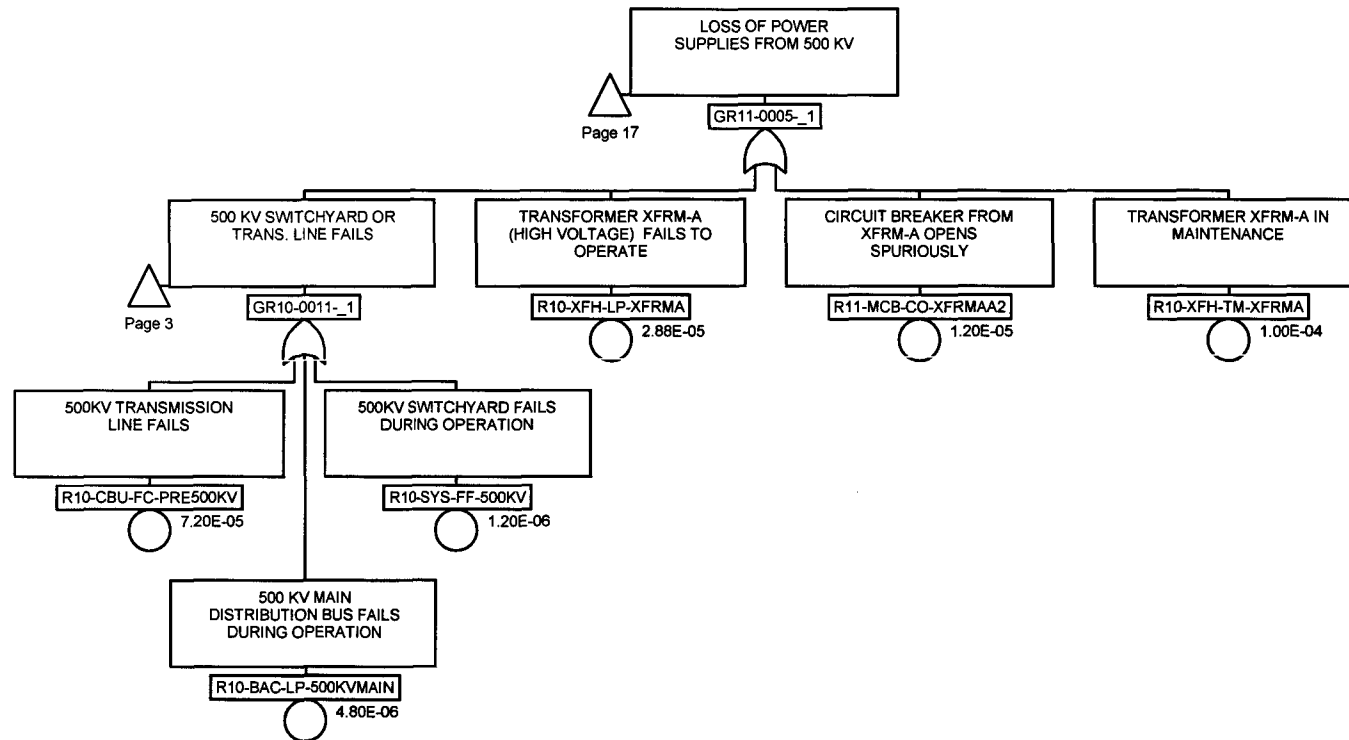 LOSS OF POWER
SUPPLIES FROM 500 KV
Page 17
GR11-0005-_1
500 KV SWITCHYARD OR
TRANS. LINE FAILS
Page 3
GR10-0011-_1
TRANSFORMER XFRM-A
(HIGH VOLTAGE) FAILS TO
OPERATE
R10-XFH-LP-XFRMA
2.88E-05
CIRCUIT BREAKER FROM
XFRM-A OPENS
SPURIOUSLY
R11-MCB-CO-XFRMAA2
1.20E-05
TRANSFORMER XFRM-A IN
MAINTENANCE
R10-XFH-TM-XFRMA
1.00E-04
500KV TRANSMISSION
LINE FAILS
R10-CBU-FC-PRE500KV
7.20E-05
500KV SWITCHYARD FAILS
DURING OPERATION
R10-SYS-FF-500KV
1.20E-06
500 KV MAIN
DISTRIBUTION BUS FAILS
DURING OPERATION
R10-BAC-LP-500KVMAIN
4.80E-06